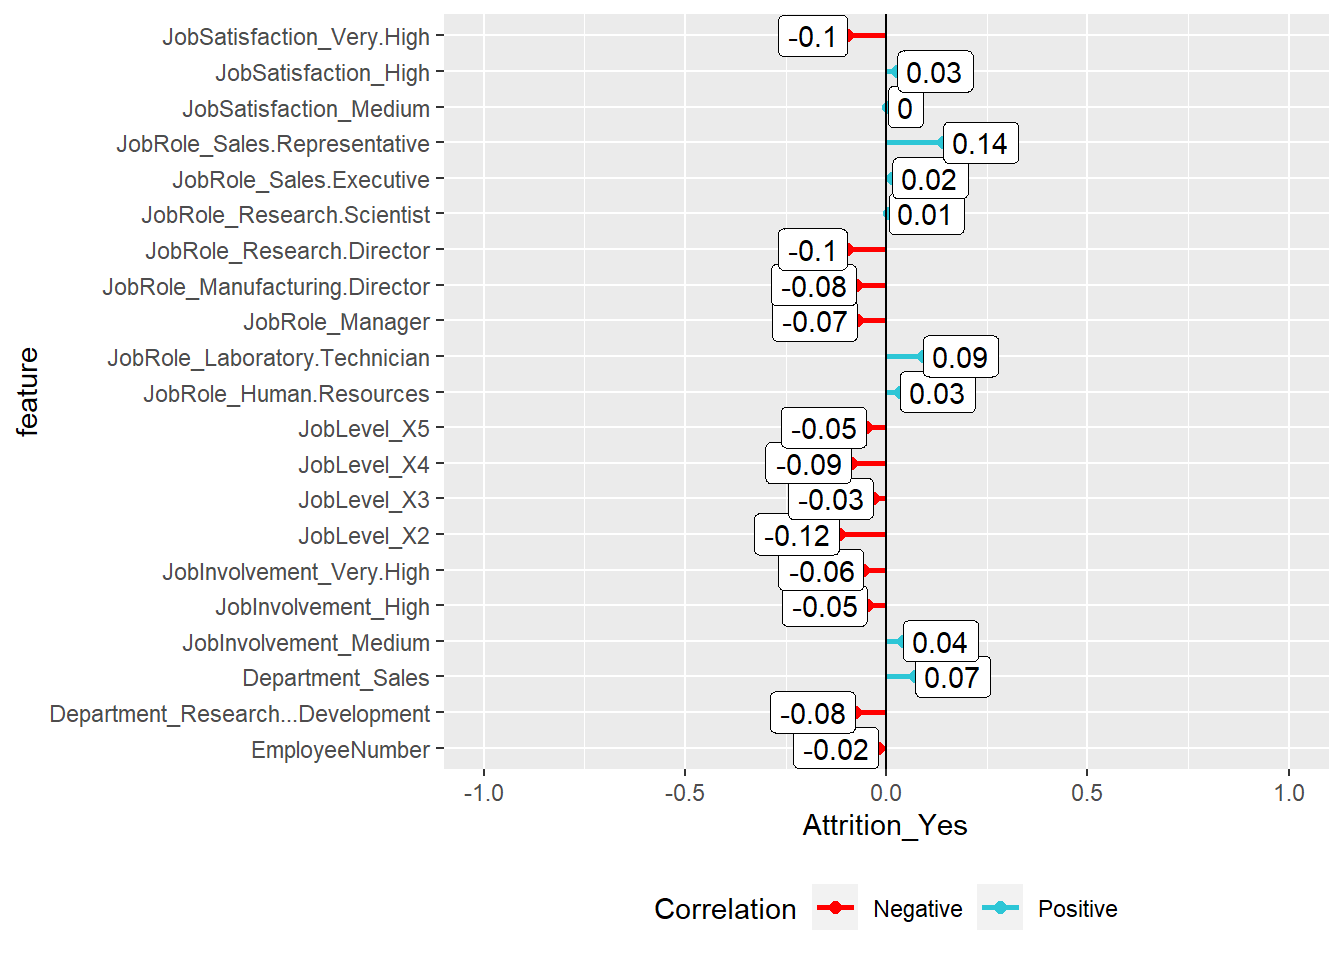 JobSatisfaction_Very.High -0.1
JobSatisfaction_High 0.03
JobSatisfaction_Medium 0
JobRole_Sales.Representative 0.14
JobRole_Sales.Executive 0.02
JobRole_Research.Scientist 0.01
JobRole_Research.Director -0.1
JobRole_Manufacturing.Director -0.08
JobRole_Manager -0.07
JobRole_Laboratory.Technician 0.09
JobRole_Human.Resources 0.03
JobLevel_X5 -0.05
JobLevel_X4 -0.09
JobLevel_X3 -0.03
JobLevel_X2 -0.12
JobInvolvement_Very.High -0.06
JobInvolvement_High -0.05
JobInvolvement_Medium 0.04
Department_Sales 0.07
Department_Research...Development -0.08
EmployeeNumber -0.02
feature
-1.0 -0.5 0.0 0.5 1.0
Attrition_Yes
Correlation Negative Positive